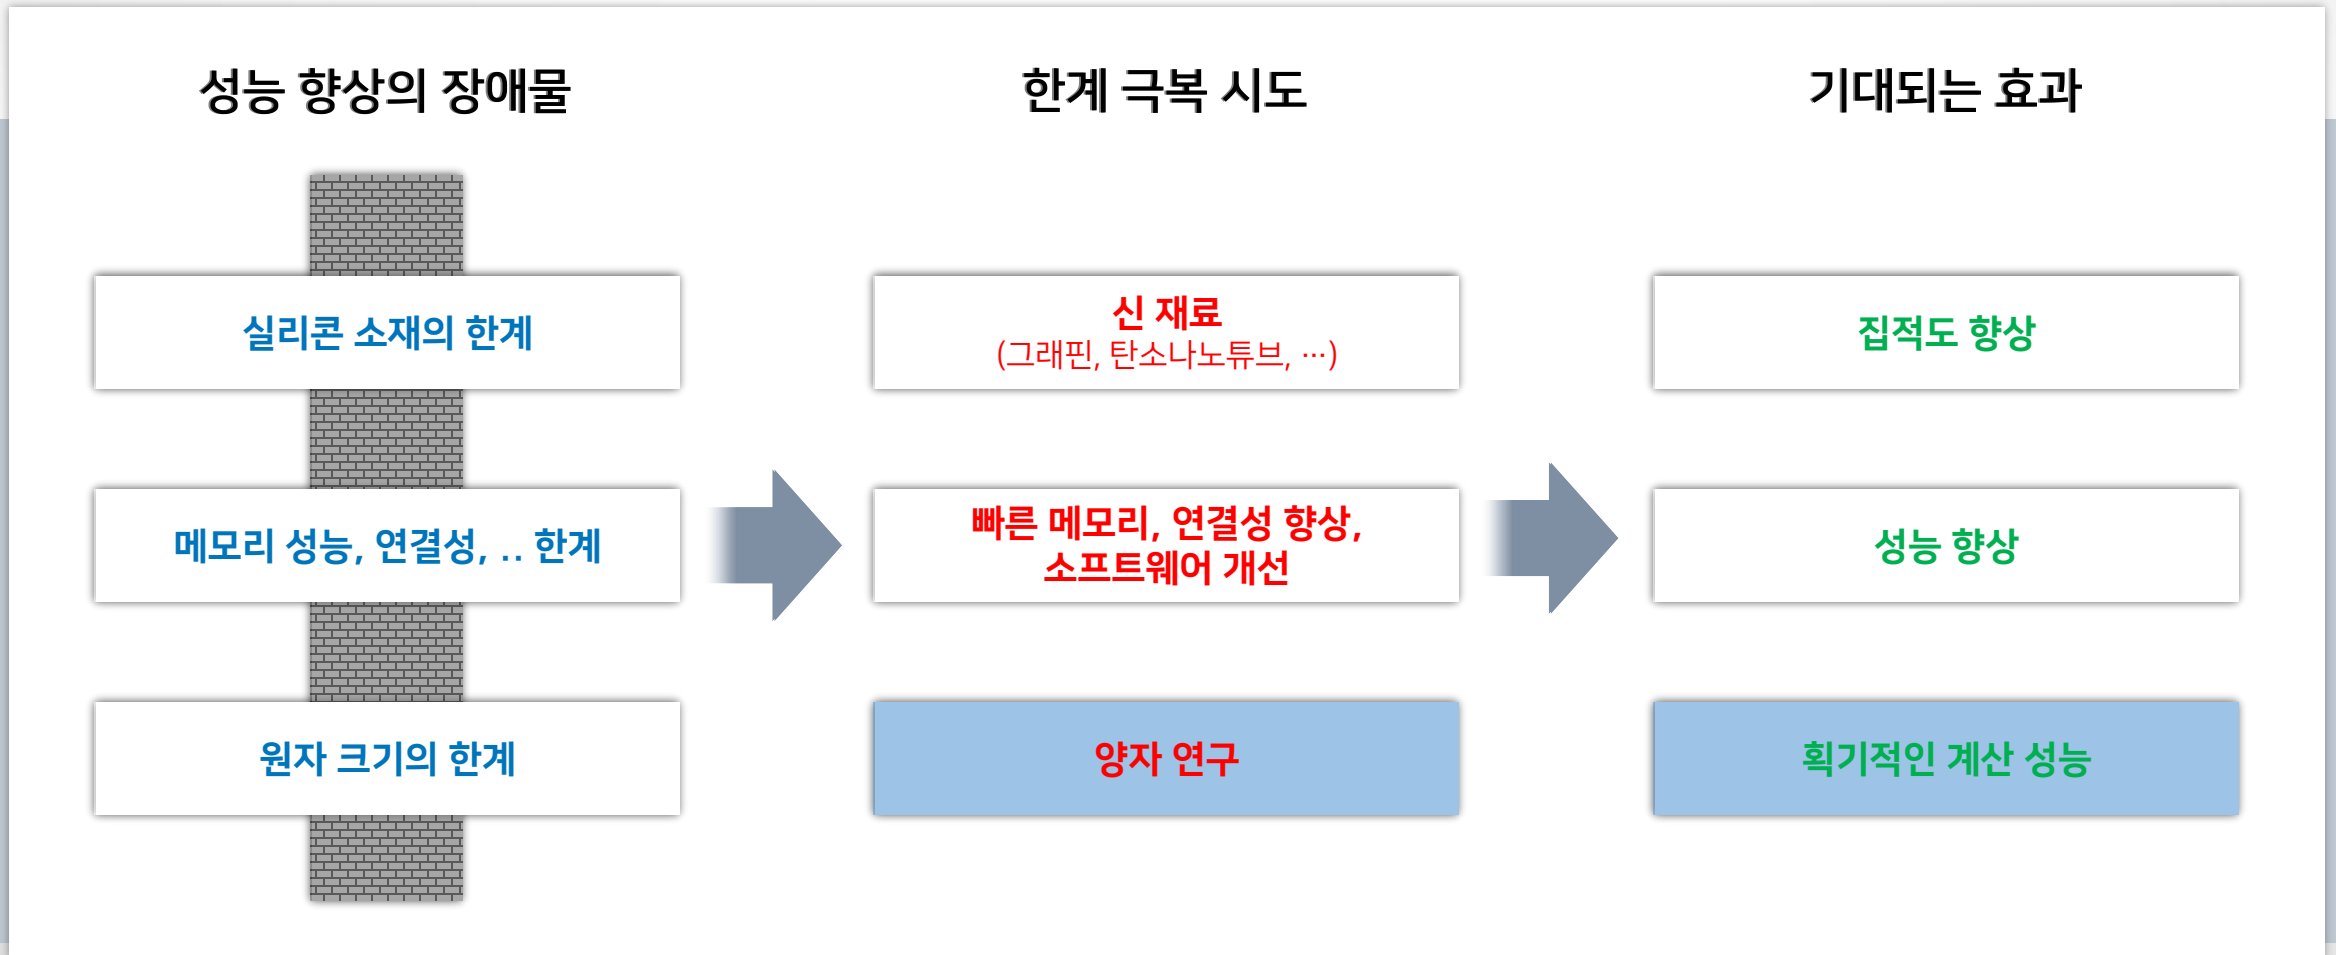 성능 향상의 장애물
한계 극복 시도
기대되는 효과
실리콘 소재의 한계
신 재료
(그래핀, 탄소나노튜브, …)
집적도 향상
메모리 성능, 연결성, .. 한계
빠른 메모리, 연결성 향상,
소프트웨어 개선
성능 향상
원자 크기의 한계
양자 연구
획기적인 계산 성능